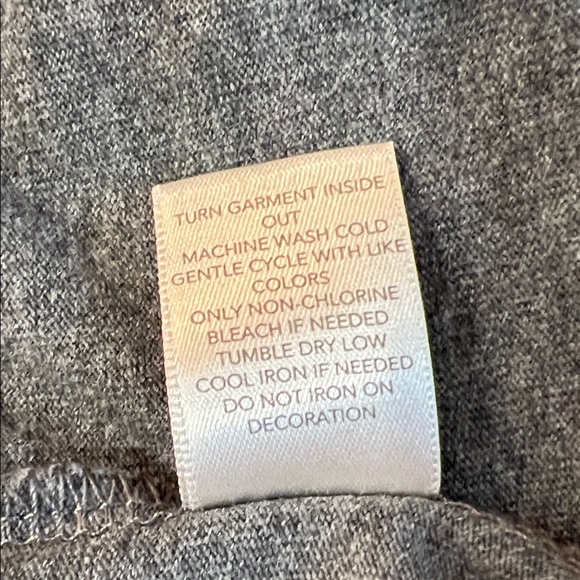 TURN GARMENT INSIDE
OUT
MACHINE WASH COLD
GENTLE CYCLE WITH LIKE
COLORS
ONLY NON-CHLORINE
BLEACH IF NEEDED
TUMBLE DRY LOW
COOL IRON IF NEEDED
DO NOT IRON ON
DECORATION